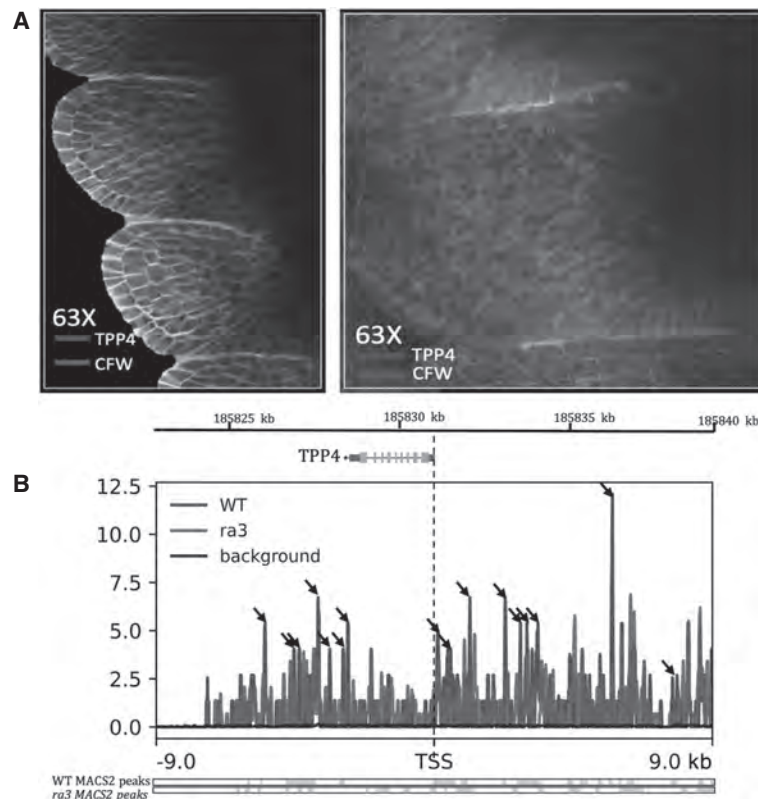 A
63X
TPP4
CFW
63X
TPP4
CFW
185825 kb
185830 kb
185835 kb
185840 kb
TPP4
B
12.5
10.0
7.5
5.0
2.5
0.0
WT
ra3
background
-9.0
TSS
9.0 kb
WT MACS2 peaks
ra3 MACS2 peaks